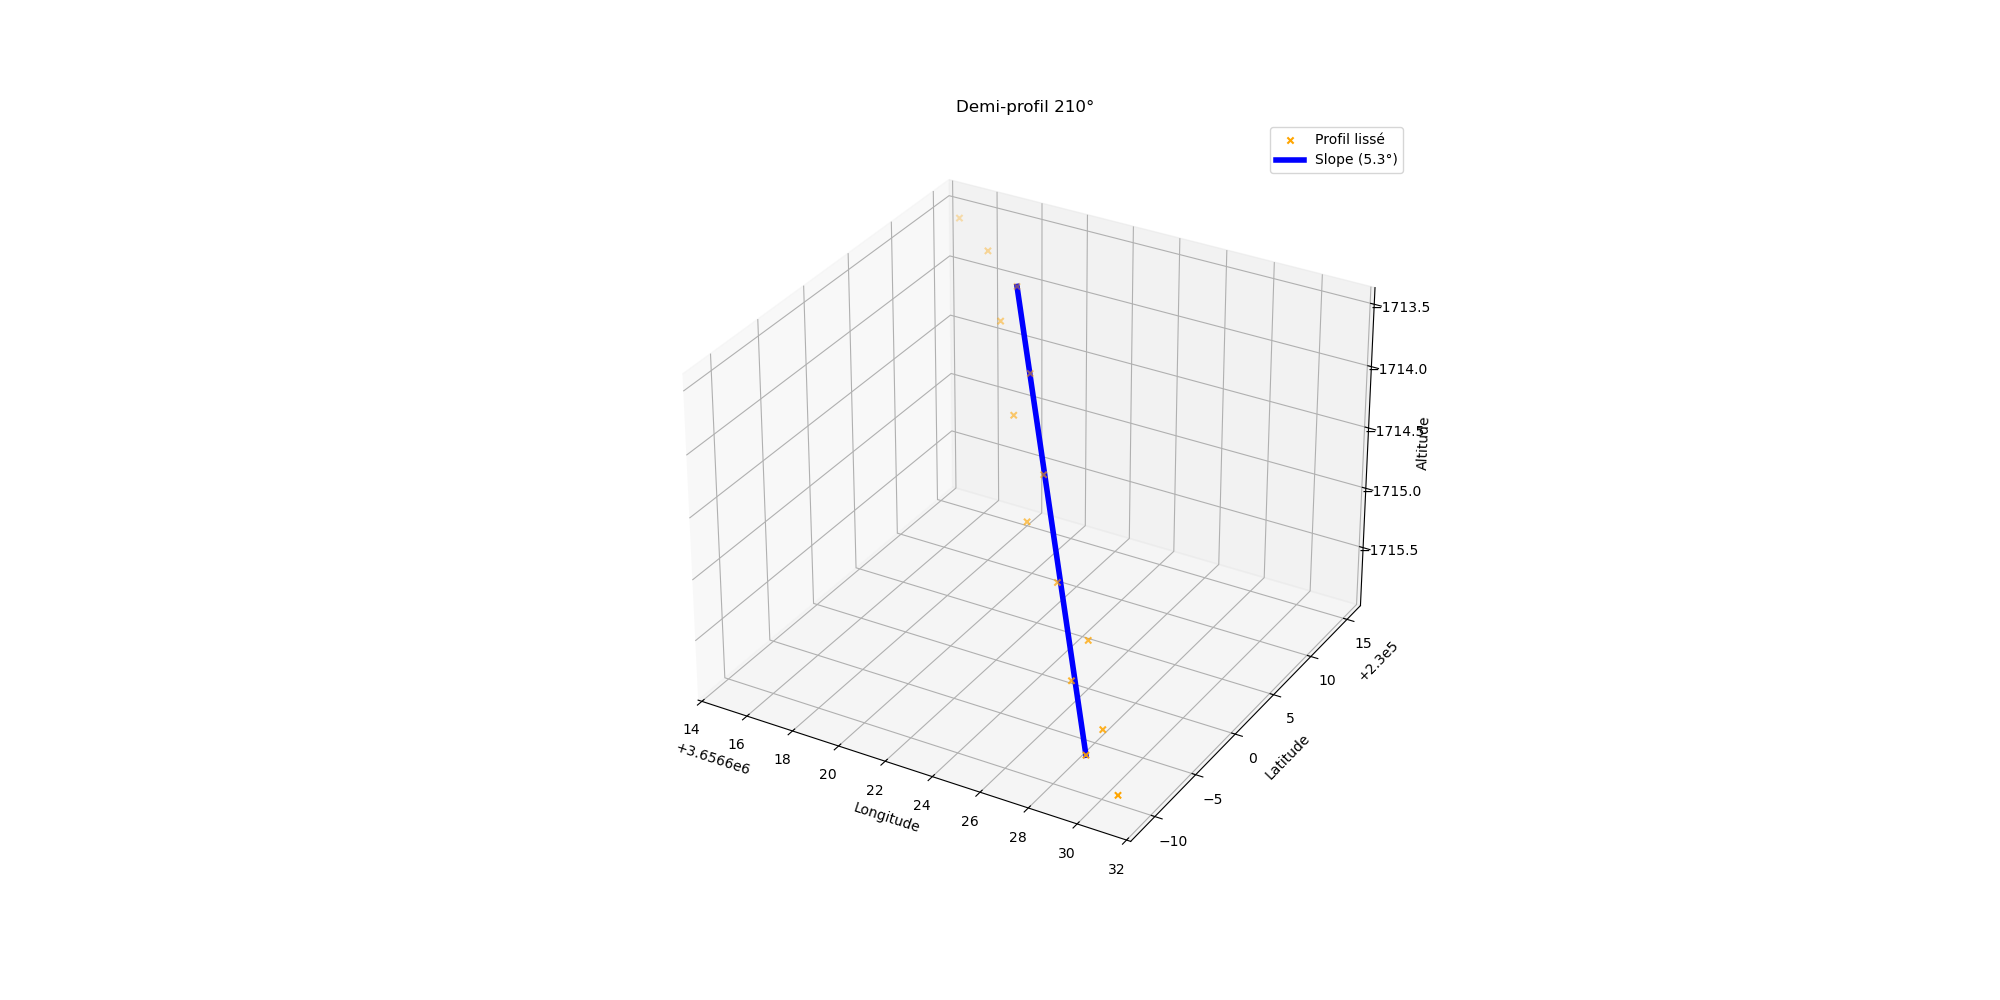 Demi-profil 210°
Profil lissé
Slope (5.3°)
−1713.5
−1714.0
−1714.5
−1715.0
−1715.5
Altitude
15
10
5
0
−5
−10
+2.3e5
Latitude
14
16
18
20
22
24
26
28
30
32
+3.6566e6
Longitude